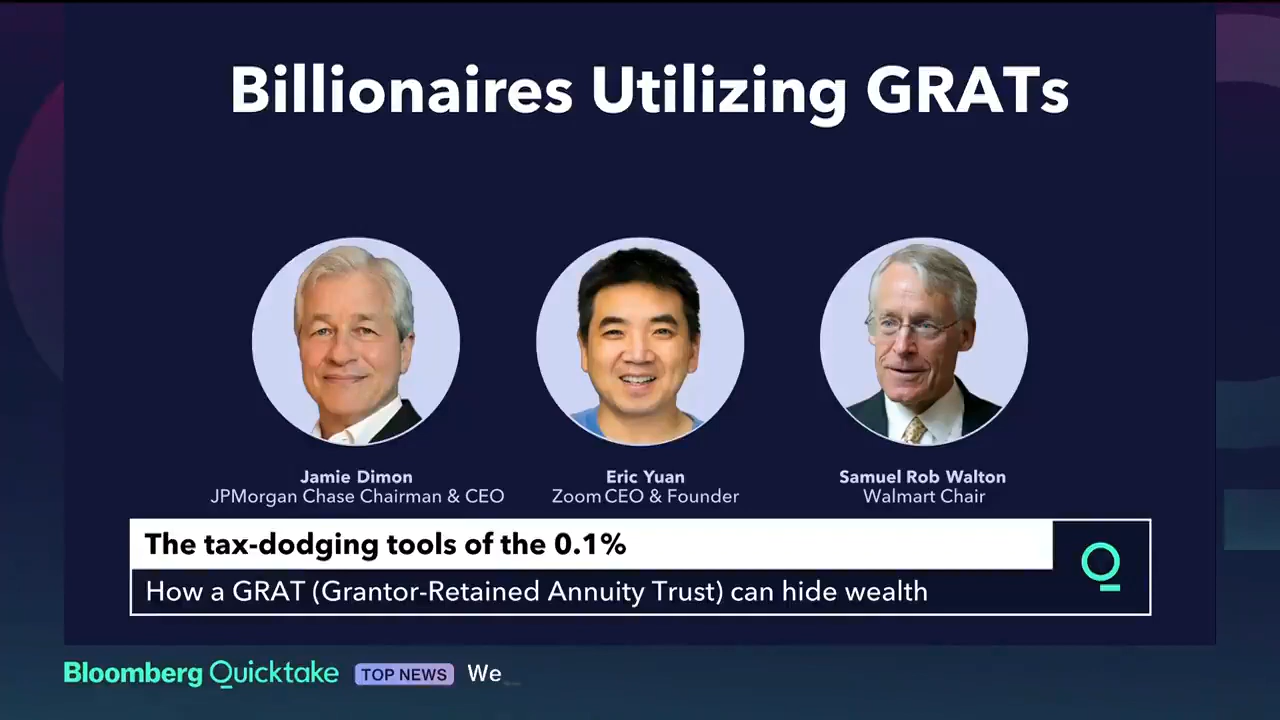 Billionaires Utilizing GRATs
Jamie Dimon
JPMorgan Chase Chairman & CEO
Eric Yuan
Zoom CEO & Founder
Samuel Rob Walton
Walmart Chair
The tax-dodging tools of the 0.1%
How a GRAT (Grantor-Retained Annuity Trust) can hide wealth
Bloomberg Quicktake TOP NEWS We